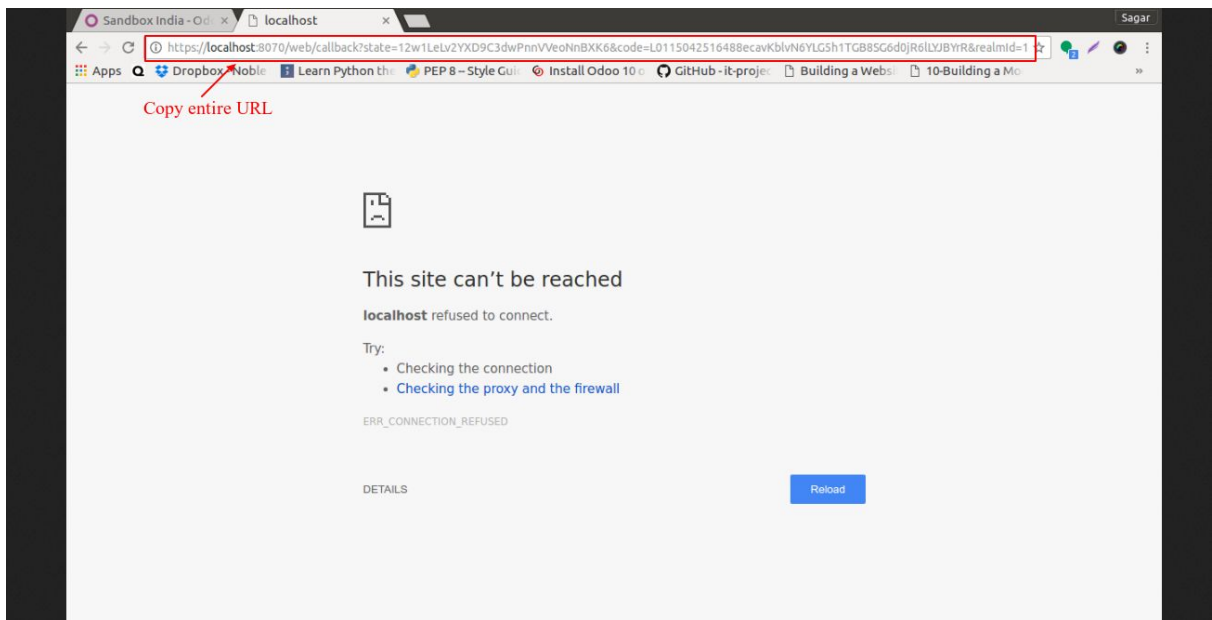 Sandbox India - Odo × localhost × Sagar
https://localhost:8070/web/callback?state=12w1LeLv2YXD9C3dwPnnVVeoNnBXK6&code=L0115042516488ecavKblvN6YLG5h1TGB8SG6d0jR6lLYJBYrR&realmId=1
Apps Q Dropbox Noble Learn Python the PEP 8 – Style Gui Install Odoo 10 o GitHub - it-projec Building a Websi 10-Building a Mo »
Copy entire URL
This site can’t be reached
localhost refused to connect.
Try:
• Checking the connection
• Checking the proxy and the firewall
ERR_CONNECTION_REFUSED
DETAILS Reload